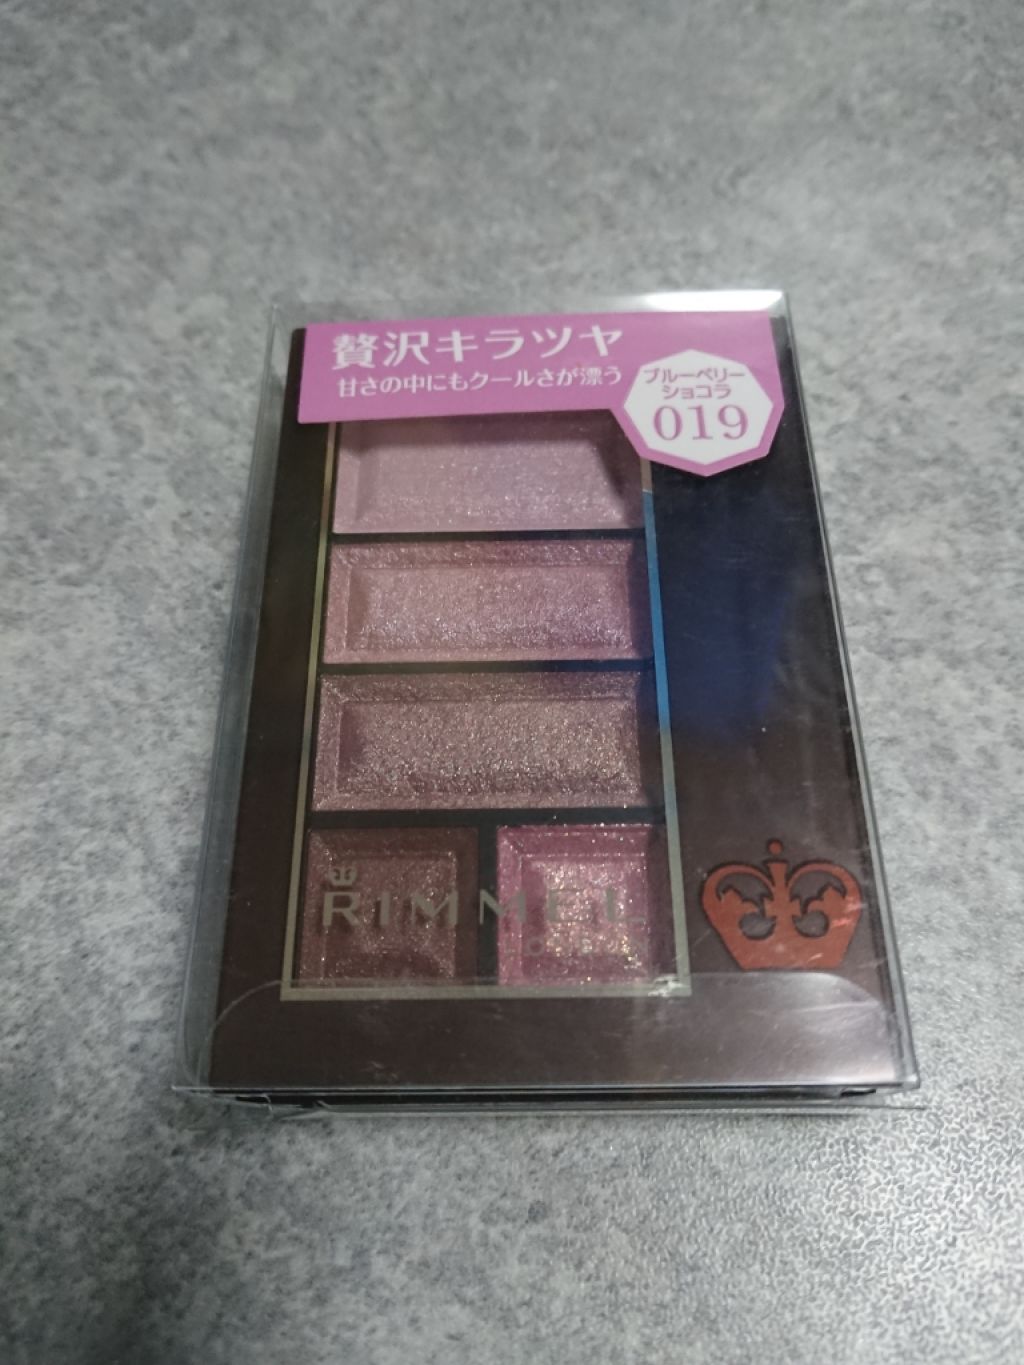 贅沢キラツヤ
甘さの中にもクールさが漂う
ブルーベリー
ショコラ
019
RIMMEL
LONDON